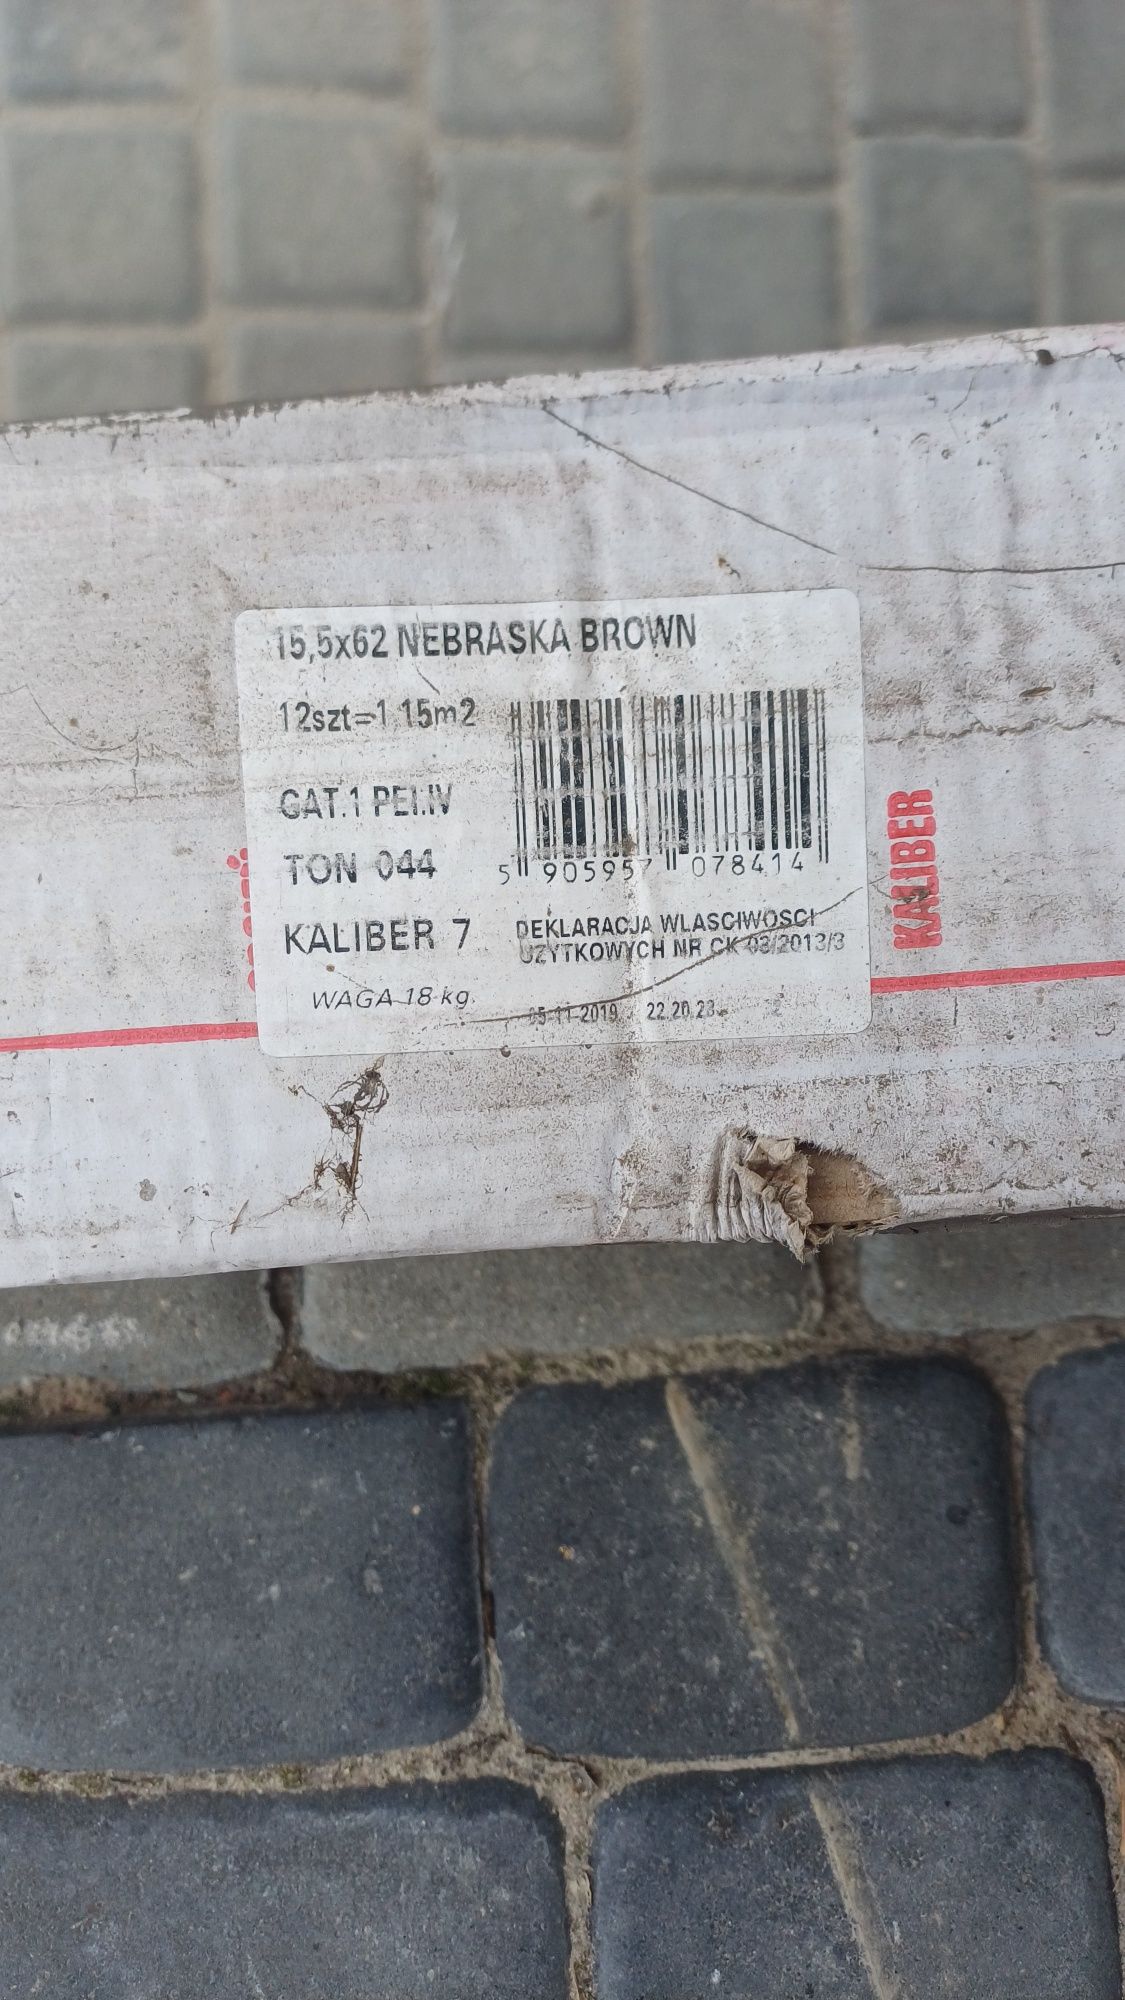 15,5x62 NEBRASKA BROWN
12szt=1,15m2
GAT.1 PEI.IV
TON 044
KALIBER 7
WAGA 18 kg.
5 905957 078414
DEKLARACJA WLASCIWOSCI
UZYTKOWYCH NR CK 03/2013/3
05-11-2019 22.20.23
KALIBER